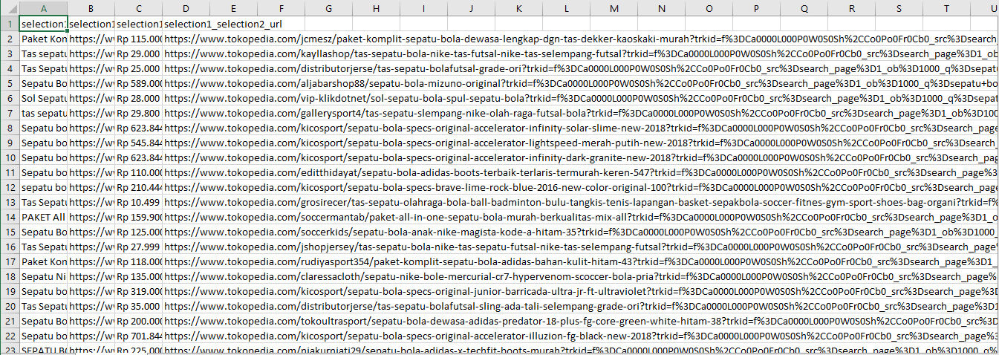 A B C D E F G H I J K L M N O P Q R S T U
1 selection1 selection1 selection1 selection1_selection2_url
2 Paket Kon https://w Rp 115.000 https://www.tokopedia.com/jcmesz/paket-komplit-sepatu-bola-dewasa-lengkap-dgn-tas-dekker-kaoskaki-murah?trkid=f%3DCa0000L000P0W0S0Sh%2CCo0Po0Fr0Cb0_src%3Dsearch_
3 Tas sepatu https://w Rp 29.000 https://www.tokopedia.com/kayllashop/tas-sepatu-bola-nike-tas-futsal-nike-tas-selempang-futsal?trkid=f%3DCa0000L000P0W0S0Sh%2CCo0Po0Fr0Cb0_src%3Dsearch_page%3D1_ob
4 Tas Sepatu https://w Rp 25.000 https://www.tokopedia.com/distributorjerse/tas-sepatu-bolafutsal-grade-ori?trkid=f%3DCa0000L000P0W0S0Sh%2CCo0Po0Fr0Cb0_src%3Dsearch_page%3D1_ob%3D1000_q%3Dsepatu
5 Sepatu Bo https://w Rp 589.000 https://www.tokopedia.com/aljabarshop88/sepatu-bola-mizuno-original?trkid=f%3DCa0000L000P0W0S0Sh%2CCo0Po0Fr0Cb0_src%3Dsearch_page%3D1_ob%3D1000_q%3Dsepatu+bo
6 Sol Sepatu https://w Rp 28.000 https://www.tokopedia.com/vip-klikdotnet/sol-sepatu-bola-spul-sepatu-bola?trkid=f%3DCa0000L000P0W0S0Sh%2CCo0Po0Fr0Cb0_src%3Dsearch_page%3D1_ob%3D1000_q%3Dsepat
7 tas sepatu https://w Rp 29.800 https://www.tokopedia.com/gallerysport4/tas-sepatu-slempang-nike-olah-raga-futsal-bola?trkid=f%3DCa0000L000P0W0S0Sh%2CCo0Po0Fr0Cb0_src%3Dsearch_page%3D1_ob%3D100
8 Sepatu bo https://w Rp 623.844 https://www.tokopedia.com/kicosport/sepatu-bola-specs-original-accelerator-infinity-solar-slime-new-2018?trkid=f%3DCa0000L000P0W0S0Sh%2CCo0Po0Fr0Cb0_src%3Dsearch_pag
9 Sepatu bo https://w Rp 545.844 https://www.tokopedia.com/kicosport/sepatu-bola-specs-original-accelerator-lightspeed-merah-putih-new-2018?trkid=f%3DCa0000L000P0W0S0Sh%2CCo0Po0Fr0Cb0_src%3Dsearch_
10 Sepatu bo https://w Rp 623.844 https://www.tokopedia.com/kicosport/sepatu-bola-specs-original-accelerator-infinity-dark-granite-new-2018?trkid=f%3DCa0000L000P0W0S0Sh%2CCo0Po0Fr0Cb0_src%3Dsearch_pag
11 Sepatu bo https://w Rp 110.000 https://www.tokopedia.com/editthidayat/sepatu-bola-adidas-boots-terbaik-terlaris-termurah-keren-547?trkid=f%3DCa0000L000P0W0S0Sh%2CCo0Po0Fr0Cb0_src%3Dsearch_page%3
12 sepatu bo https://w Rp 210.444 https://www.tokopedia.com/kicosport/sepatu-bola-specs-brave-lime-rock-blue-2016-new-color-original-100?trkid=f%3DCa0000L000P0W0S0Sh%2CCo0Po0Fr0Cb0_src%3Dsearch_pag
13 Tas Sepatu https://w Rp 10.499 https://www.tokopedia.com/grosirecer/tas-sepatu-olahraga-bola-ball-badminton-bulu-tangkis-tenis-lapangan-basket-sepakbola-soccer-fitnes-gym-sport-shoes-bag-organi?trkid=f%
14 PAKET All https://w Rp 159.900 https://www.tokopedia.com/soccermantab/paket-all-in-one-sepatu-bola-murah-berkualitas-mix-all?trkid=f%3DCa0000L000P0W0S0Sh%2CCo0Po0Fr0Cb0_src%3Dsearch_page%3D1_o
15 Sepatu Bo https://w Rp 125.000 https://www.tokopedia.com/soccerkids/sepatu-bola-anak-nike-magista-kode-a-hitam-35?trkid=f%3DCa0000L000P0W0S0Sh%2CCo0Po0Fr0Cb0_src%3Dsearch_page%3D1_ob%3D1000_
16 Tas Sepatu https://w Rp 27.999 https://www.tokopedia.com/jshopjersey/tas-sepatu-bola-nike-tas-sepatu-futsal-nike-tas-selempang-futsal?trkid=f%3DCa0000L000P0W0S0Sh%2CCo0Po0Fr0Cb0_src%3Dsearch_page
17 Paket Kon https://w Rp 118.000 https://www.tokopedia.com/rudiyasport354/paket-komplit-sepatu-bola-adidas-bahan-kulit-hitam-43?trkid=f%3DCa0000L000P0W0S0Sh%2CCo0Po0Fr0Cb0_src%3Dsearch_page%3D1_
18 Sepatu Ni https://w Rp 135.000 https://www.tokopedia.com/claressacloth/sepatu-nike-bole-mercurial-cr7-hypervenom-scoccer-bola-pria?trkid=f%3DCa0000L000P0W0S0Sh%2CCo0Po0Fr0Cb0_src%3Dsearch_page%
19 Sepatu bo https://w Rp 319.000 https://www.tokopedia.com/kicosport/sepatu-bola-specs-original-junior-barricada-ultra-jr-ft-ultraviolet?trkid=f%3DCa0000L000P0W0S0Sh%2CCo0Po0Fr0Cb0_src%3Dsearch_page%3
20 Tas Sepatu https://w Rp 35.000 https://www.tokopedia.com/distributorjerse/tas-sepatu-bolafutsal-sling-ada-tali-selempang-grade-ori?trkid=f%3DCa0000L000P0W0S0Sh%2CCo0Po0Fr0Cb0_src%3Dsearch_page%3D1
21 Sepatu Bo https://w Rp 200.000 https://www.tokopedia.com/tokoultrasport/sepatu-bola-dewasa-adidas-predator-18-plus-fg-core-green-white-hitam-38?trkid=f%3DCa0000L000P0W0S0Sh%2CCo0Po0Fr0Cb0_src%3D
22 Sepatu bo https://w Rp 701.844 https://www.tokopedia.com/kicosport/sepatu-bola-specs-original-accelerator-illuzion-fg-black-new-2018?trkid=f%3DCa0000L000P0W0S0Sh%2CCo0Po0Fr0Cb0_src%3Dsearch_page%
23 SEPATU BO https://w Rp 225.000 https://www.tokopedia.com/niakurniati29/sepatu-bola-adidas-x-techfit-boots-murah?trkid=f%3DCa0000L000P0W0S0Sh%2CCo0Po0Fr0Cb0_src%3Dsearch_page%3D1_ob%3D1000_q%